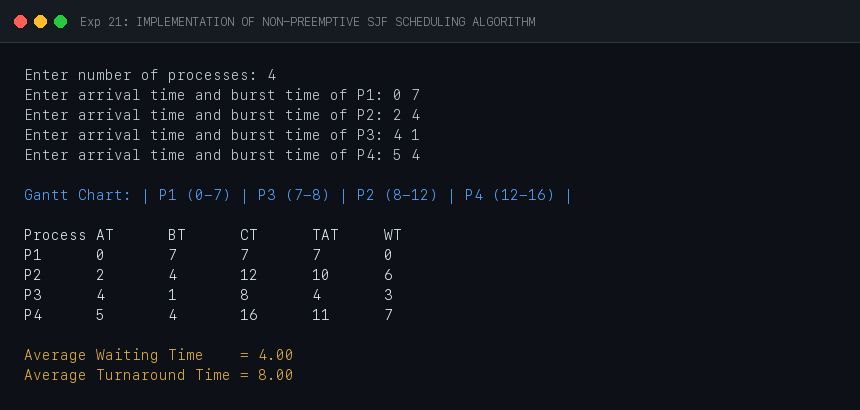 Exp 21: IMPLEMENTATION OF NON-PREEMPTIVE SJF SCHEDULING ALGORITHM
Enter number of processes: 4
Enter arrival time and burst time of P1: 0 7
Enter arrival time and burst time of P2: 2 4
Enter arrival time and burst time of P3: 4 1
Enter arrival time and burst time of P4: 5 4
Gantt Chart: | P1 (0-7) | P3 (7-8) | P2 (8-12) | P4 (12-16) |
Process AT      BT      CT      TAT     WT
P1      0       7       7       7       0
P2      2       4       12      10      6
P3      4       1       8       4       3
P4      5       4       16      11      7
Average Waiting Time    = 4.00
Average Turnaround Time = 8.00